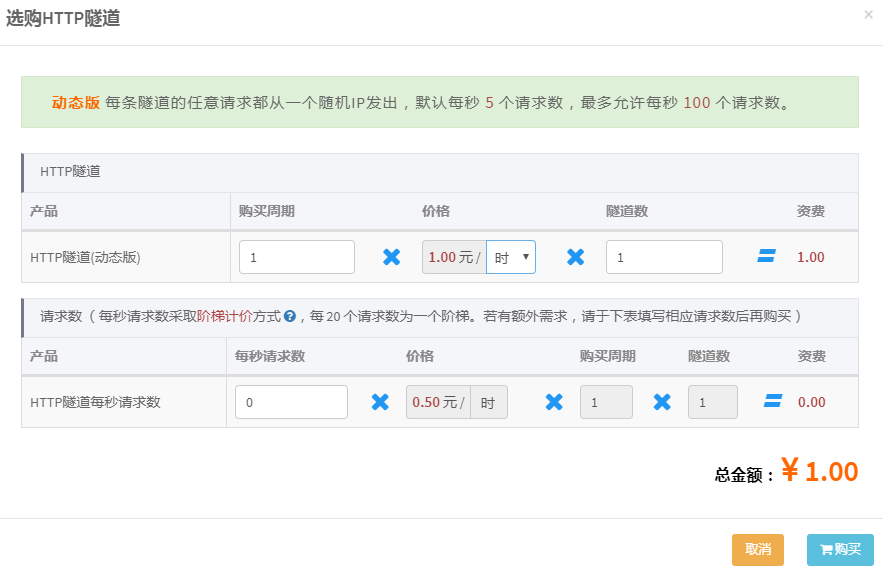 选购HTTP隧道
×
动态版 每条隧道的任意请求都从一个随机IP发出，默认每秒 5 个请求数，最多允许每秒 100 个请求数。
HTTP隧道
产品 购买周期 价格 隧道数 资费
HTTP隧道(动态版) 1 1.00 元 / 时 1 1.00
请求数（ 每秒请求数采取阶梯计价方式 ，每 20 个请求数为一个阶梯。若有额外需求，请于下表填写相应请求数后再购买 ）
产品 每秒请求数 价格 购买周期 隧道数 资费
HTTP隧道每秒请求数 0 0.50 元 / 时 1 1 0.00
总金额：￥1.00
取消 购买